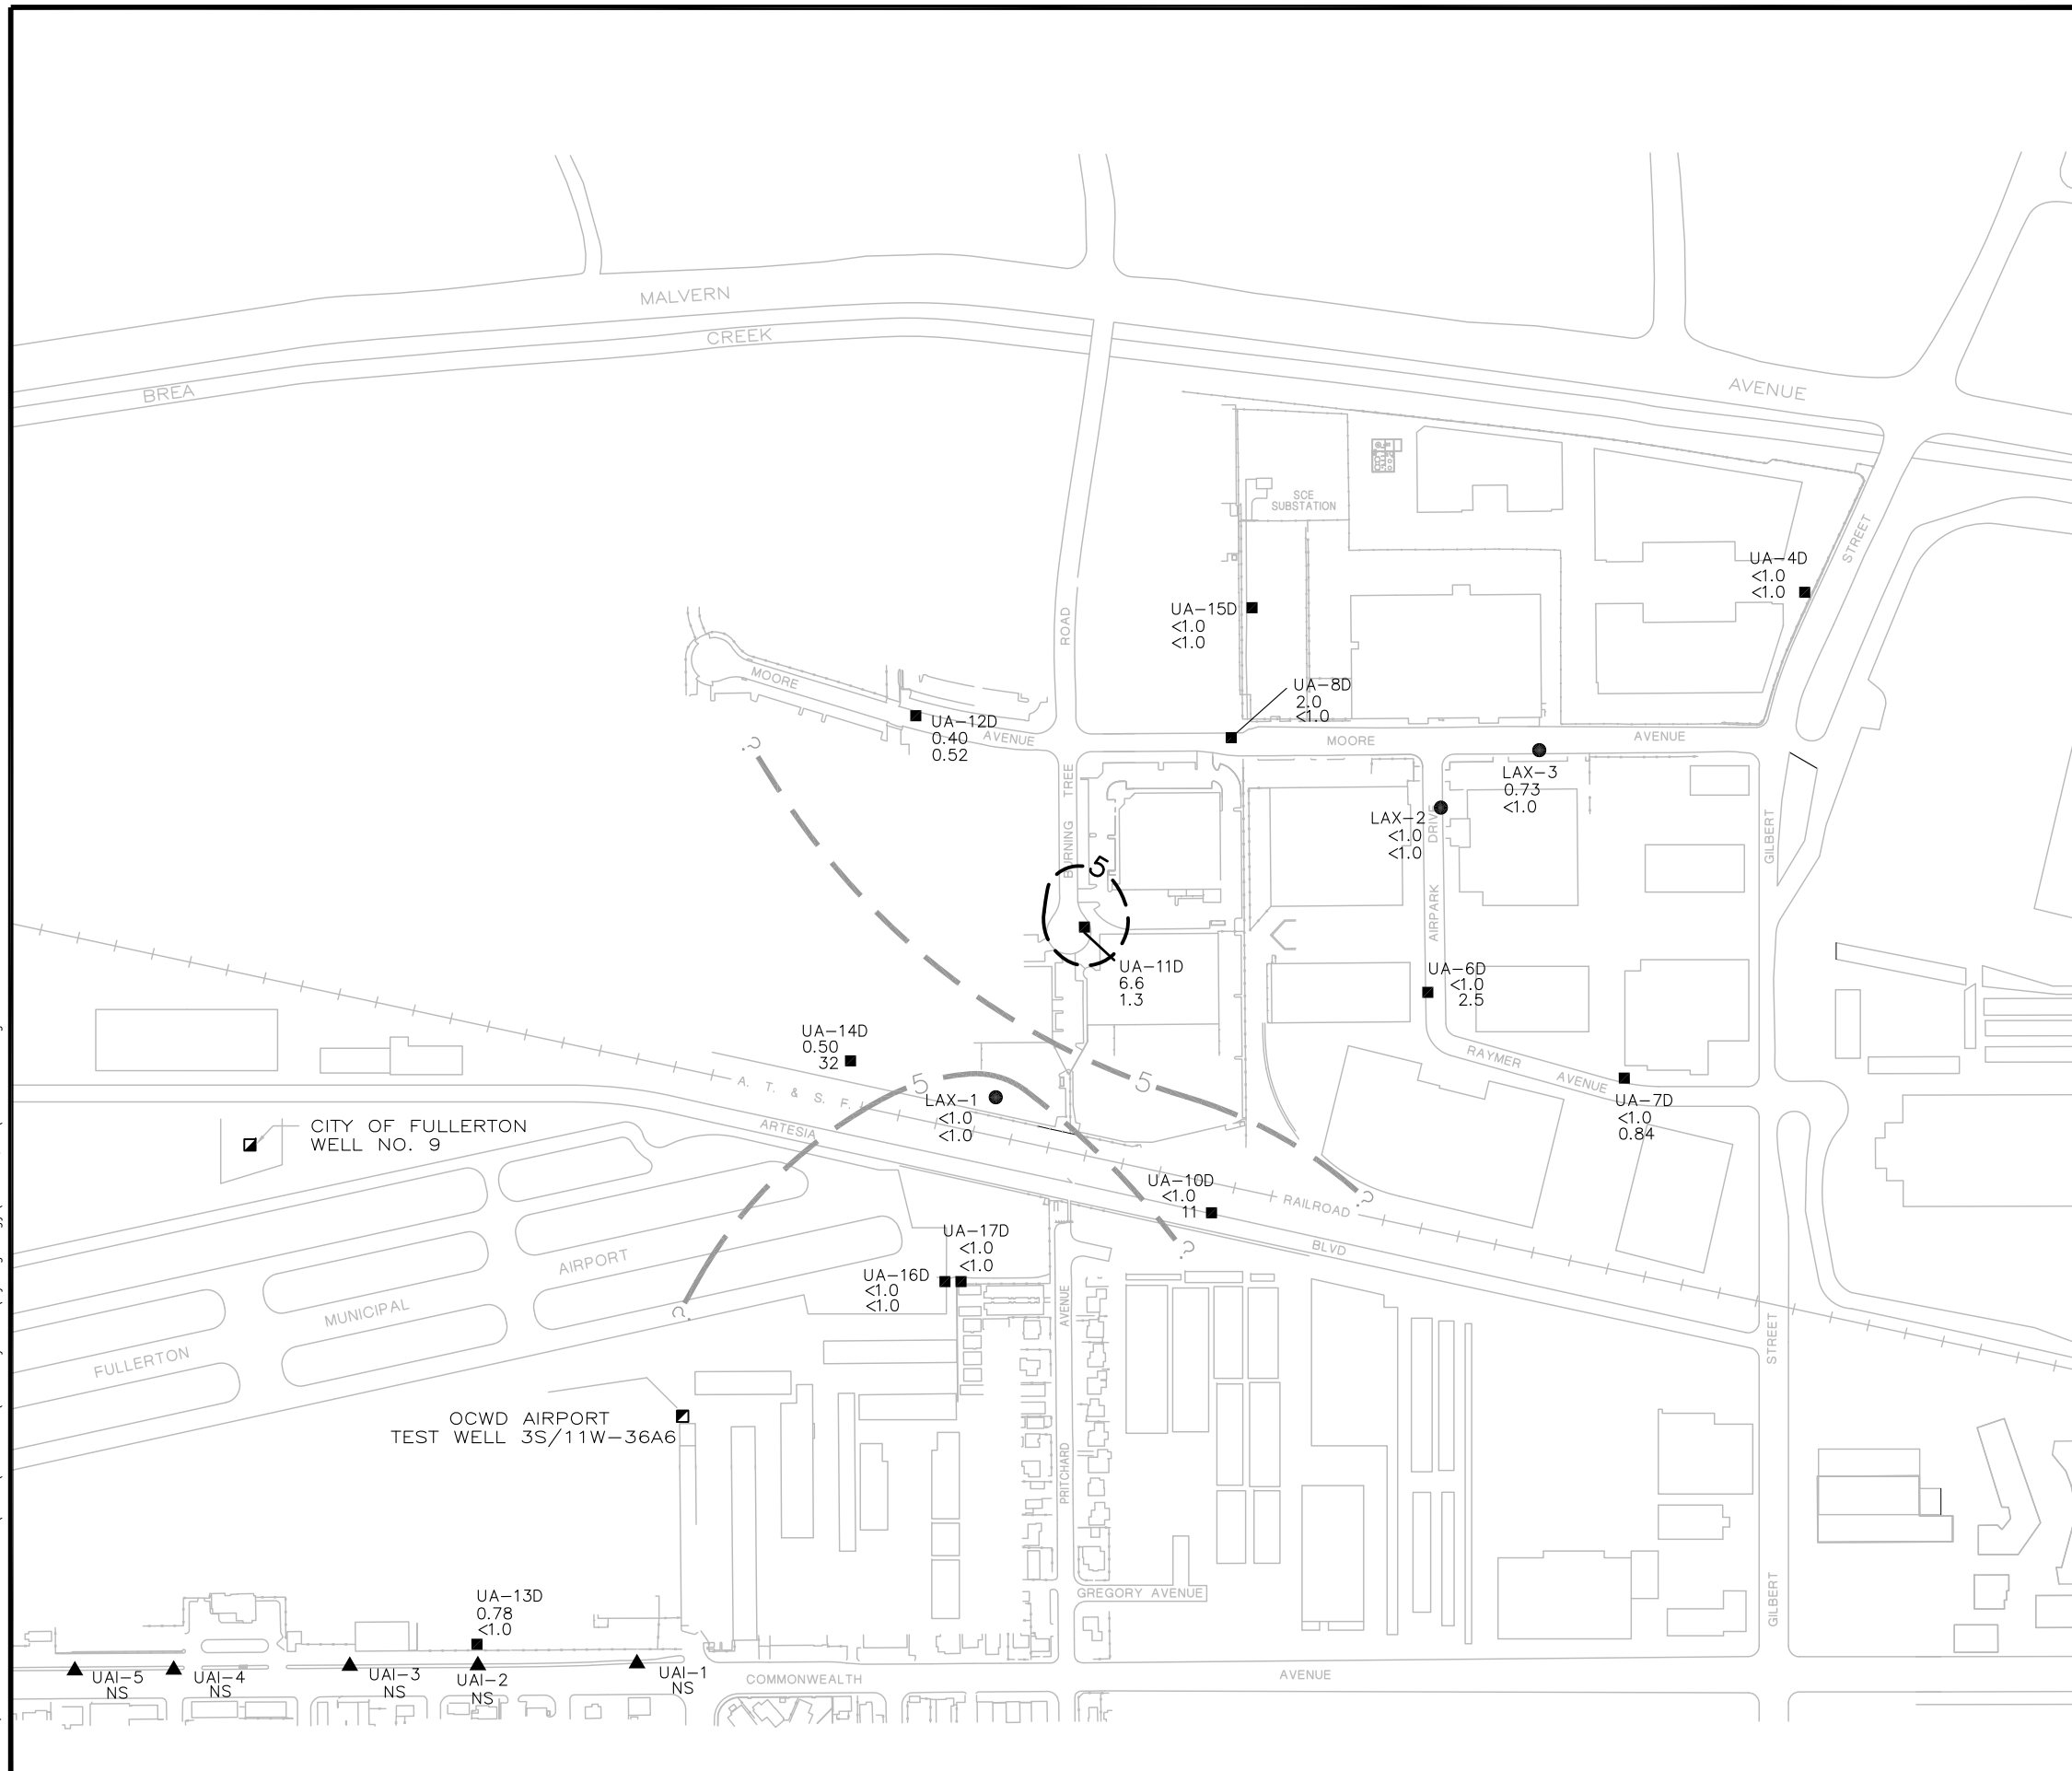 MALVERN
CREEK
BREA
AVENUE
SCE
SUBSTATION
STREET
UA-4D
<1.0
<1.0
UA-15D
<1.0
<1.0
ROAD
MOORE
UA-8D
2.0
<1.0
UA-12D
0.40
0.52
AVENUE
MOORE
AVENUE
?
LAX-3
0.73
<1.0
TREE
LAX-2
<1.0
<1.0
DRIVE
GILBERT
BURNING
5
AIRPARK
UA-11D
6.6
1.3
UA-6D
<1.0
2.5
UA-14D
0.50
32
RAYMER
AVENUE
5
5
A. T. & S. F.
LAX-1
<1.0
<1.0
UA-7D
<1.0
0.84
CITY OF FULLERTON
WELL NO. 9
ARTESIA
UA-10D
<1.0
11
?
RAILROAD
BLVD
?
UA-17D
<1.0
<1.0
AIRPORT
UA-16D
<1.0
<1.0
?
MUNICIPAL
AVENUE
STREET
FULLERTON
OCWD AIRPORT
TEST WELL 3S/11W-36A6
PRITCHARD
GREGORY AVENUE
GILBERT
UA-13D
0.78
<1.0
UAI-5
NS
UAI-4
NS
UAI-3
NS
UAI-2
NS
UAI-1
NS
COMMONWEALTH
AVENUE